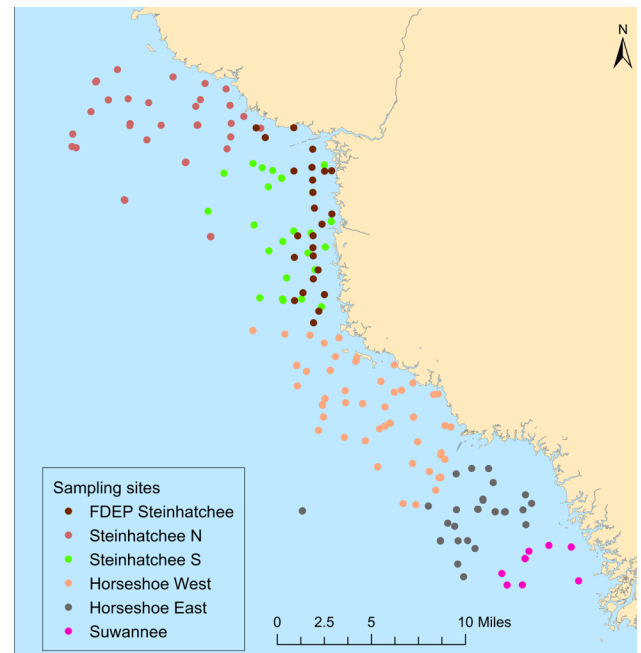 N
Sampling sites
FDEP Steinhatchee
Steinhatchee N
Steinhatchee S
Horseshoe West
Horseshoe East
Suwannee
0 2.5 5 10 Miles